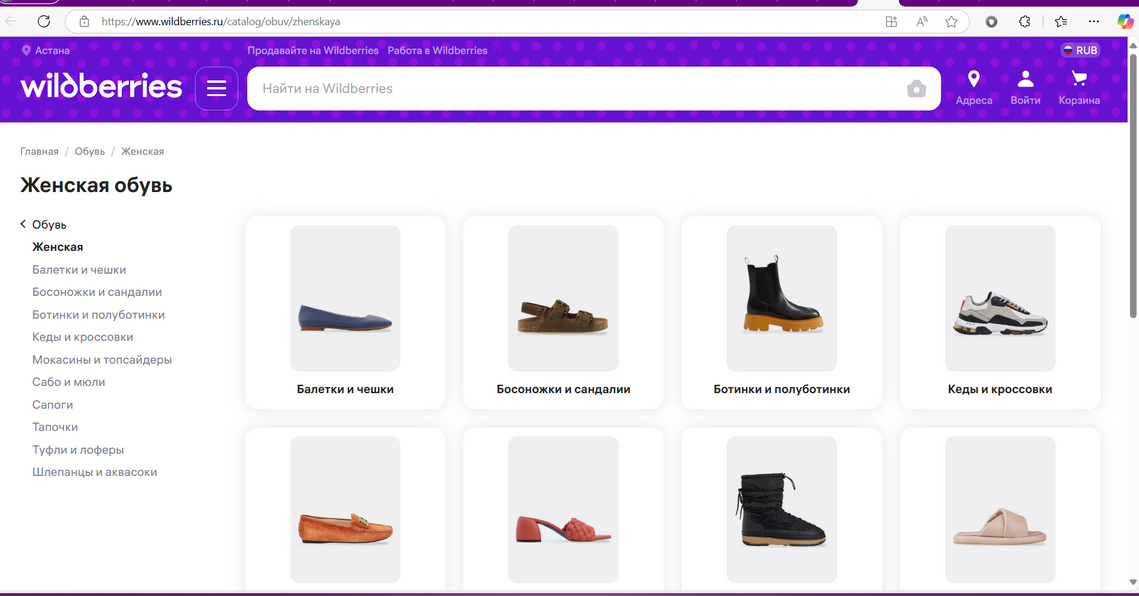 https://www.wildberries.ru/catalog/obuv/zhenskaya
Астана
Продавайте на Wildberries
Работа в Wildberries
RUB
wildberries
Найти на Wildberries
Адреса
Войти
Корзина
Главная / Обувь / Женская
Женская обувь
Обувь
Женская
Балетки и чешки
Босоножки и сандалии
Ботинки и полуботинки
Кеды и кроссовки
Мокасины и топсайдеры
Сабо и мюли
Сапоги
Тапочки
Туфли и лоферы
Шлепанцы и аквасоки
Балетки и чешки
Босоножки и сандалии
Ботинки и полуботинки
Кеды и кроссовки